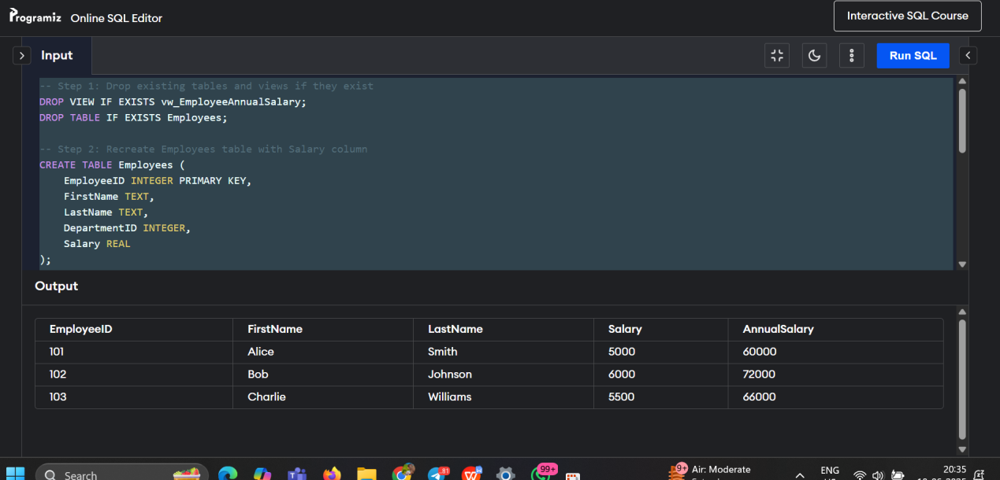 Programiz Online SQL Editor
Interactive SQL Course
Input
Run SQL
-- Step 1: Drop existing tables and views if they exist
DROP VIEW IF EXISTS vw_EmployeeAnnualSalary;
DROP TABLE IF EXISTS Employees;
-- Step 2: Recreate Employees table with Salary column
CREATE TABLE Employees (
EmployeeID INTEGER PRIMARY KEY,
FirstName TEXT,
LastName TEXT,
DepartmentID INTEGER,
Salary REAL
);
Output
EmployeeID FirstName LastName Salary AnnualSalary
101 Alice Smith 5000 60000
102 Bob Johnson 6000 72000
103 Charlie Williams 5500 66000
Search
81
99+
9+
Air: Moderate
ENG
20:35